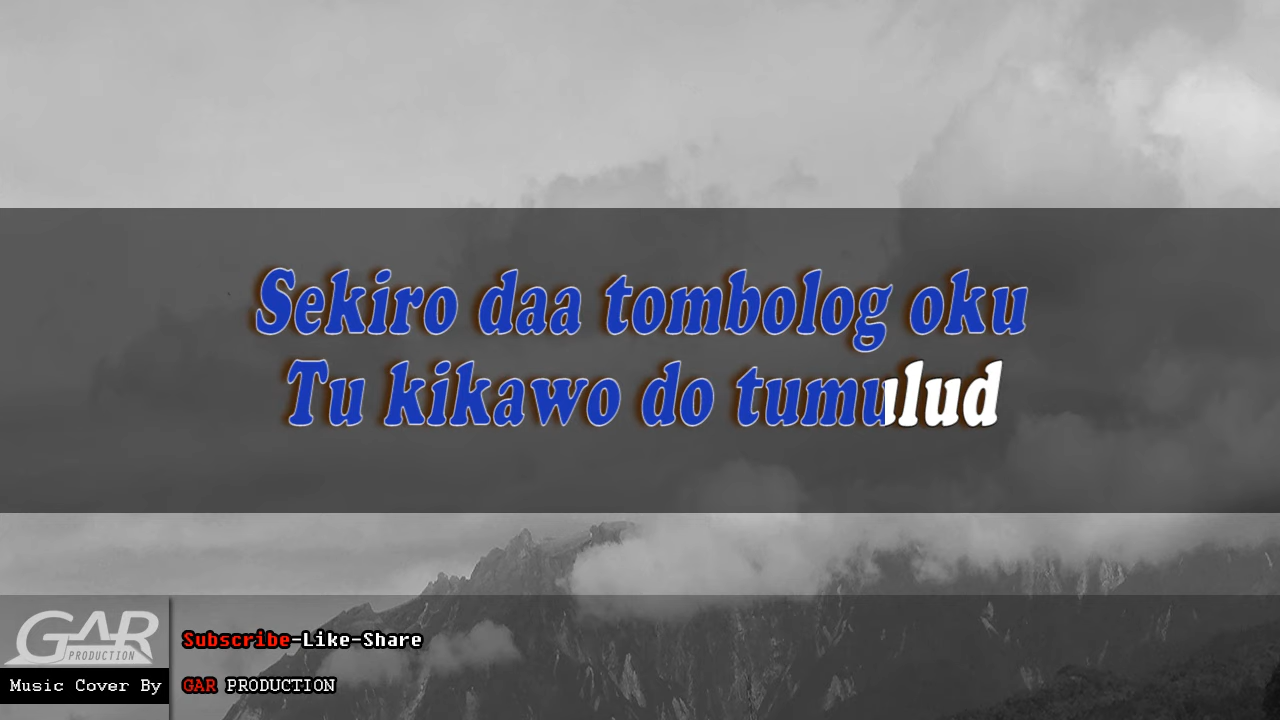 Sekiro daa tombolog oku
Tu kikawo do tumulud
GAR
PRODUCTION
Subscribe-Like-Share
Music Cover By
GAR PRODUCTION